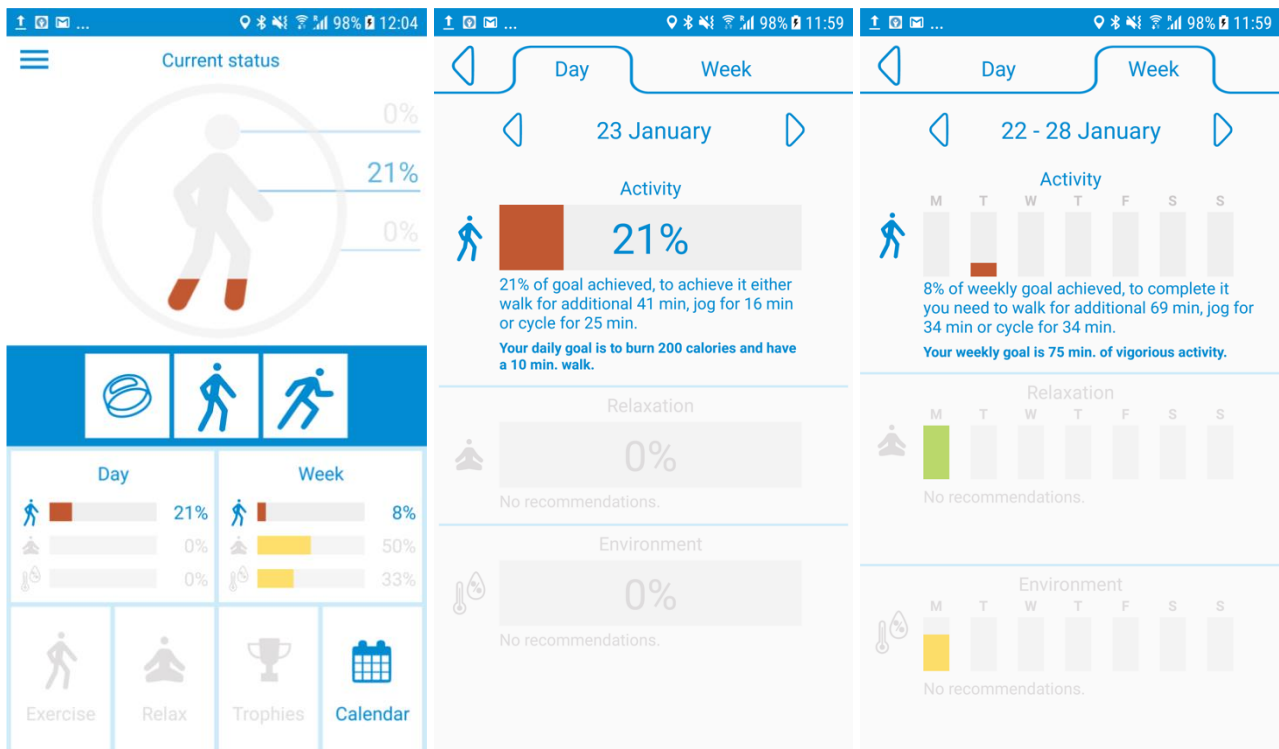 ... 98% 12:04
Current status
0%
21%
0%
Day
21%
0%
0%
Week
8%
50%
33%
Exercise
Relax
Trophies
Calendar
... 98% 11:59
Day Week
23 January
Activity
21%
21% of goal achieved, to achieve it either
walk for additional 41 min, jog for 16 min
or cycle for 25 min.
Your daily goal is to burn 200 calories and have
a 10 min. walk.
Relaxation
0%
No recommendations.
Environment
0%
No recommendations.
... 98% 11:59
Day Week
22 - 28 January
Activity
M T W T F S S
8% of weekly goal achieved, to complete it
you need to walk for additional 69 min, jog for
34 min or cycle for 34 min.
Your weekly goal is 75 min. of vigorious activity.
Relaxation
M T W T F S S
No recommendations.
Environment
M T W T F S S
No recommendations.